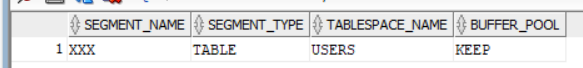 SEGMENT_NAME SEGMENT_TYPE TABLESPACE_NAME BUFFER_POOL
1 XXX TABLE USERS KEEP